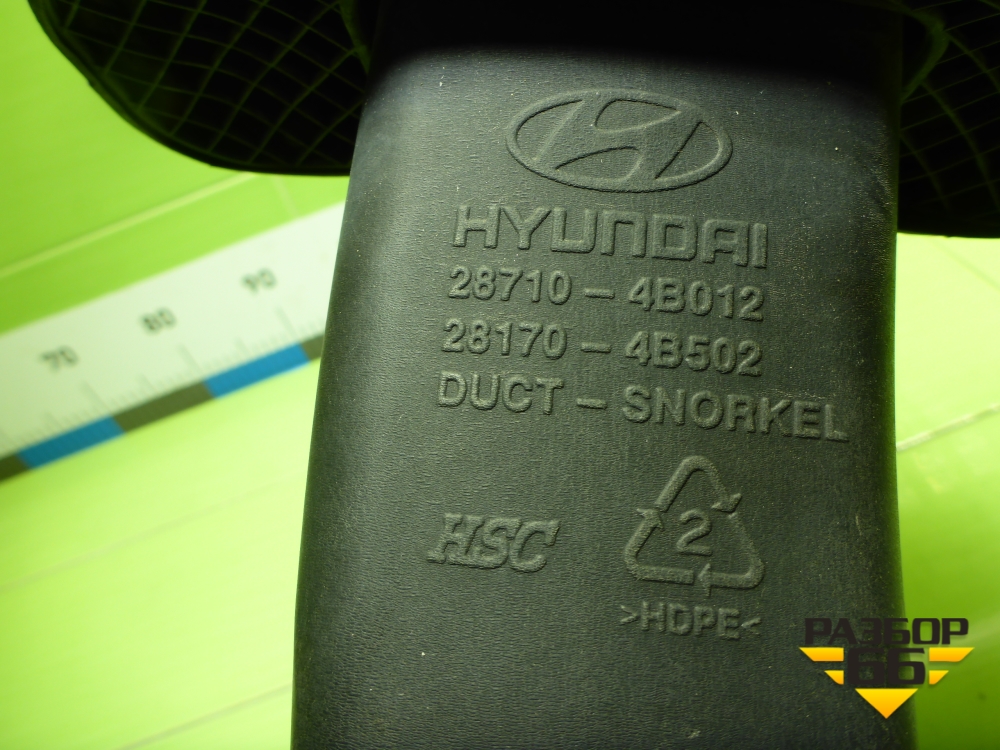 HYUNDAI
28710 – 4B012
28170 – 4B502
DUCT – SNORKEL
HSC
2
>HDPE<
70 80 90
РАЗБОР
66